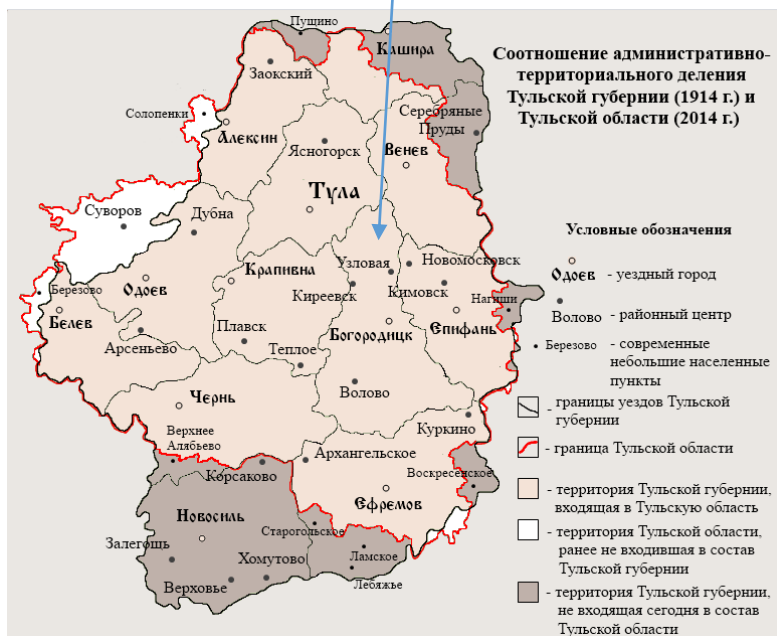 Соотношение административно-
территориального деления
Тульской губернии (1914 г.) и
Тульской области (2014 г.)
Пущино
Кашира
Заокский
Солопенки
Алексин
Серебряные
Пруды
Ясногорск
Венев
Тула
Суворов
Дубна
Узловая
Новомосковск
Крапивна
Одоев
Березово
Киреевск
Кимовск
Нагиши
Белев
Богородицк
Епифань
Плавск
Арсеньево
Теплое
Волово
Чернь
Куркино
Верхнее
Алябьево
Архангельское
Корсаково
Воскресенское
Ефремов
Новосиль
Старогольское
Залегощь
Хомутово
Ламское
Верховье
Лебяжье
Условные обозначения
Одоев - уездный город
Волово - районный центр
Березово - современные
небольшие населенные
пункты
- границы уездов Тульской
губернии
- граница Тульской области
- территория Тульской губернии,
входящая в Тульскую область
- территория Тульской области,
ранее не входившая в состав
Тульской губернии
- территория Тульской губернии,
не входящая сегодня в состав
Тульской области